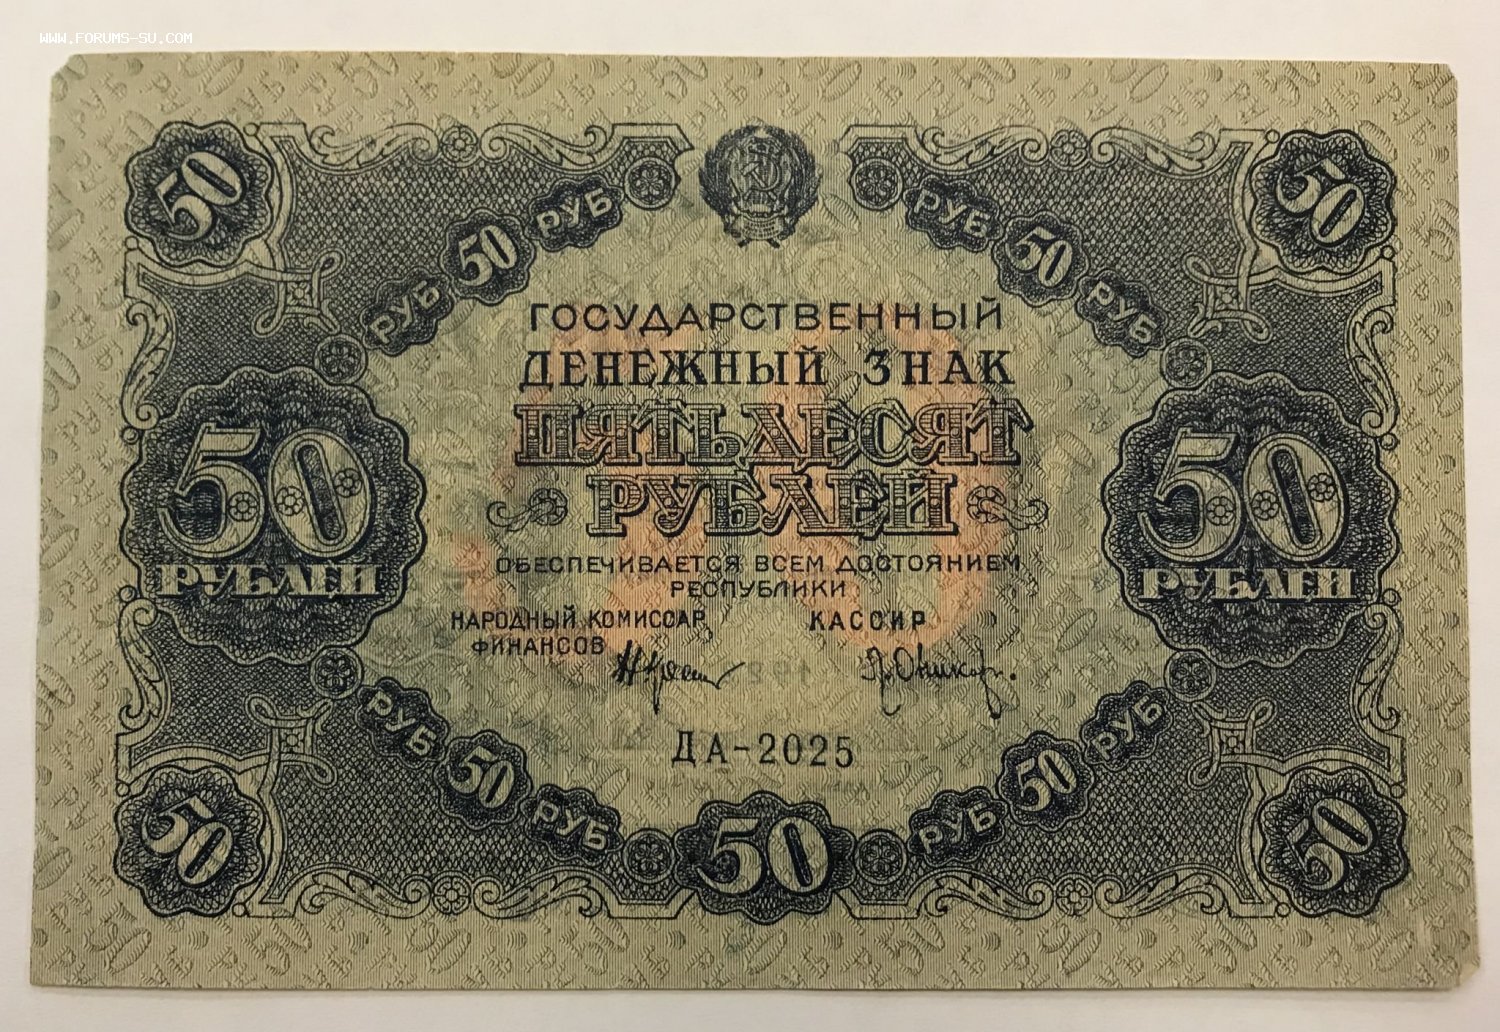 WWW.FORUMS-SU.COM
50
50
РУБ 50 РУБ
РУБ 50 РУБ
ГОСУДАРСТВЕННЫЙ
ДЕНЕЖНЫЙ ЗНАК
ПЯТЬДЕСЯТ
РУБЛЕЙ
50
РУБЛЕЙ
50
РУБЛЕЙ
ОБЕСПЕЧИВАЕТСЯ ВСЕМ ДОСТОЯНИЕМ
РЕСПУБЛИКИ
НАРОДНЫЙ КОМИССАР
ФИНАНСОВ
КАССИР
ДА-2025
РУБ 50 РУБ
50
РУБ 50 РУБ
50
50